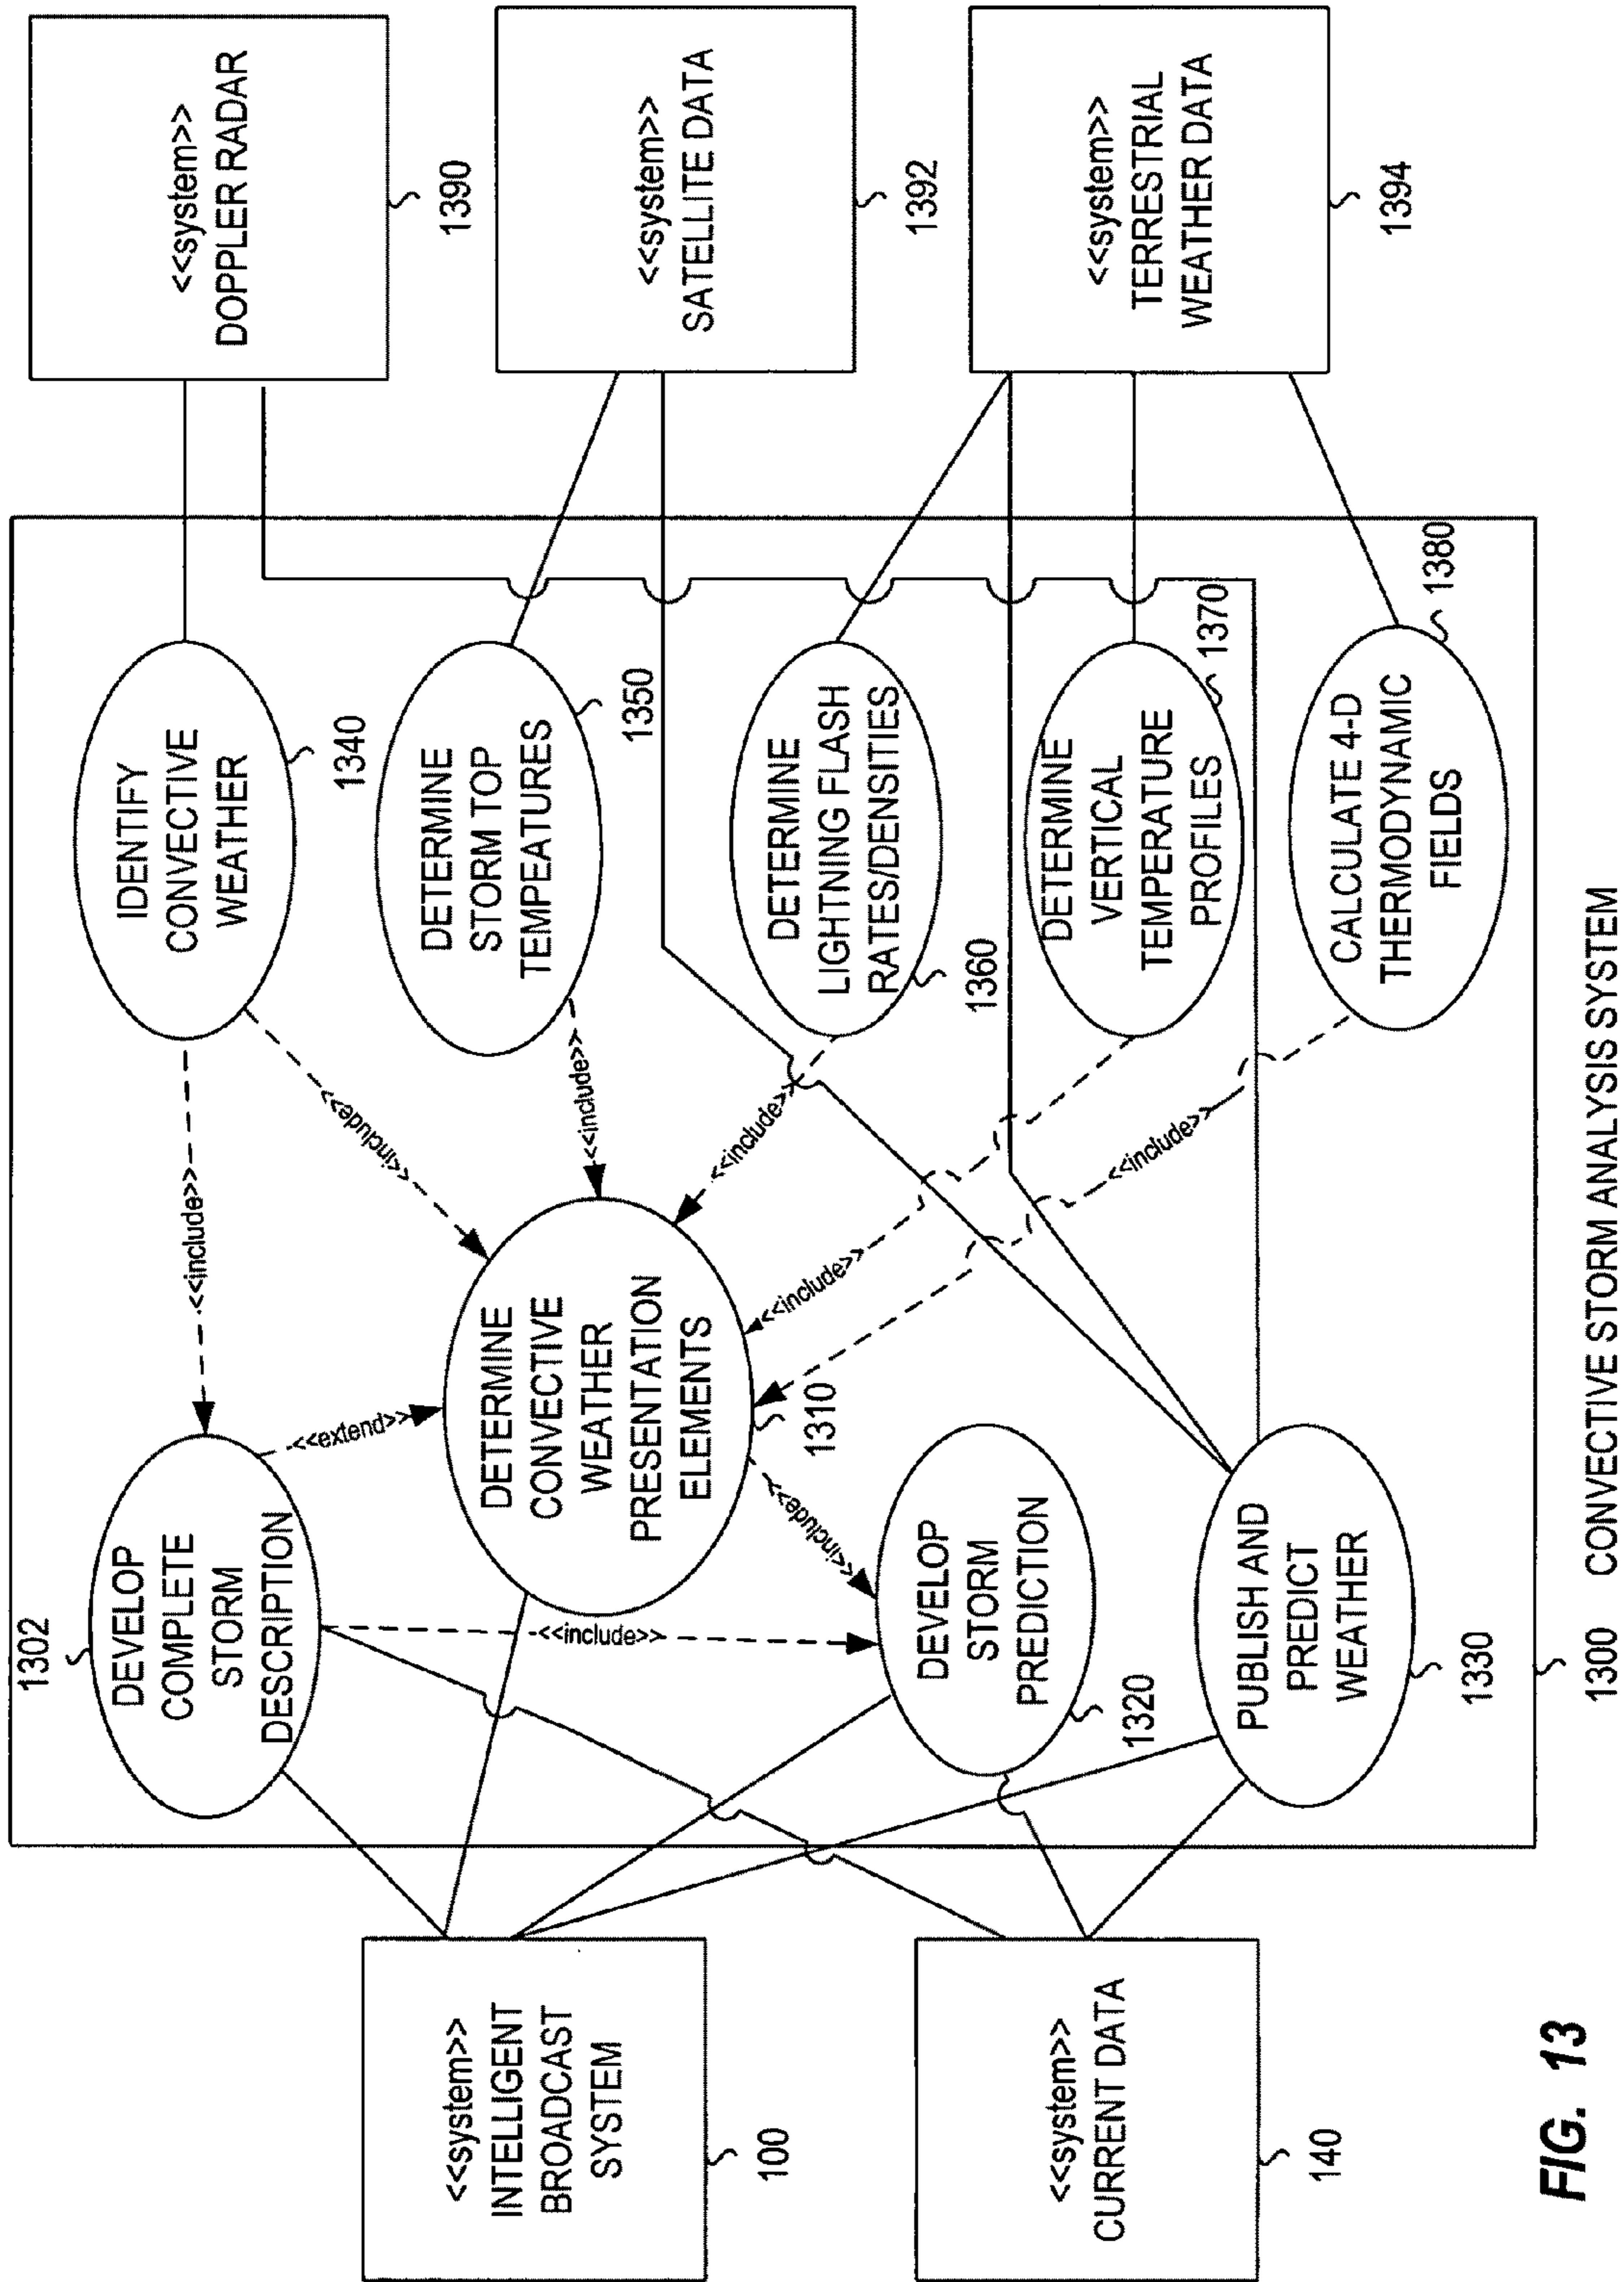 <<system>>
INTELLIGENT
BROADCAST
SYSTEM
100
<<system>>
CURRENT DATA
140
1302
DEVELOP
COMPLETE
STORM
DESCRIPTION
<<extend>>
<<include>>
<<include>>
DETERMINE
CONVECTIVE
WEATHER
PRESENTATION
ELEMENTS
1310
<<include>>
DEVELOP
STORM
PREDICTION
1320
PUBLISH AND
PREDICT
WEATHER
1330
<<include>>
<<include>>
<<include>>
<<include>>
<<include>>
IDENTIFY
CONVECTIVE
WEATHER
1340
DETERMINE
STORM TOP
TEMPEATURES
1350
DETERMINE
LIGHTNING FLASH
RATES/DENSITIES
1360
DETERMINE
VERTICAL
TEMPERATURE
PROFILES
1370
CALCULATE 4-D
THERMODYNAMIC
FIELDS
1380
<<system>>
DOPPLER RADAR
1390
<<system>>
SATELLITE DATA
1392
<<system>>
TERRESTRIAL
WEATHER DATA
1394
1300 CONVECTIVE STORM ANALYSIS SYSTEM
FIG. 13